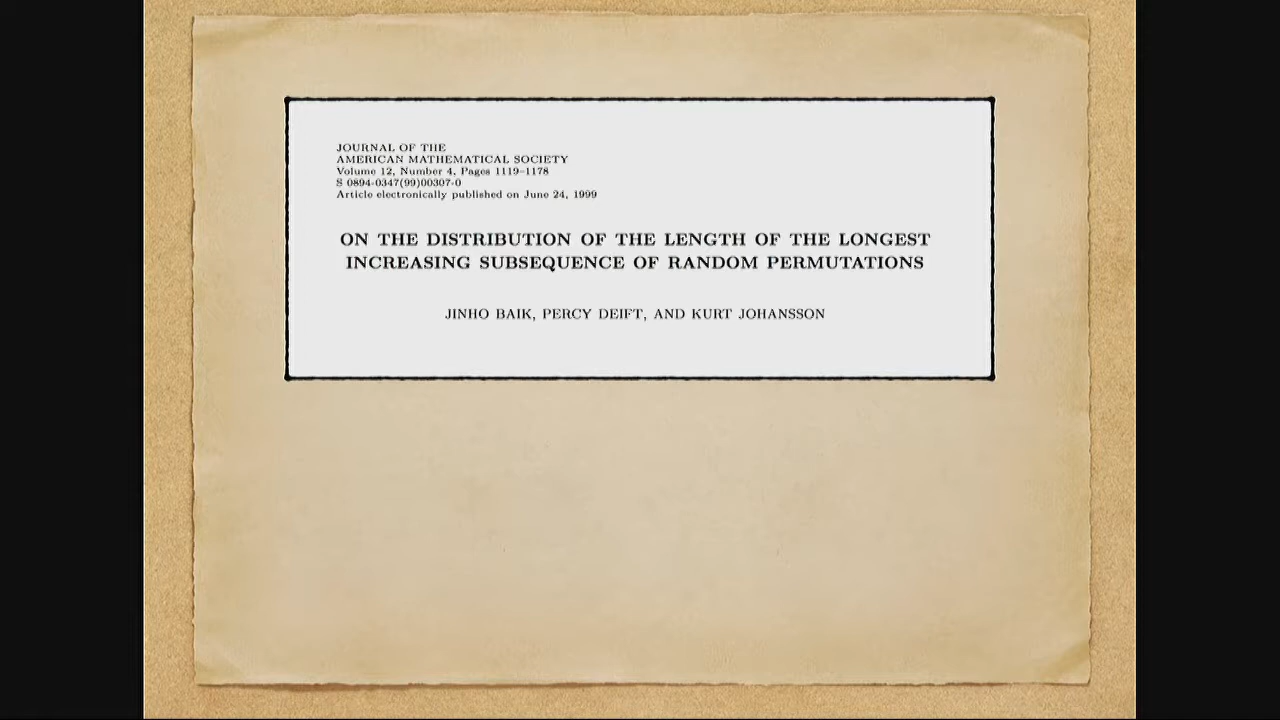 JOURNAL OF THE
AMERICAN MATHEMATICAL SOCIETY
Volume 12, Number 4, Pages 1119–1178
S 0894-0347(99)00307-0
Article electronically published on June 24, 1999
ON THE DISTRIBUTION OF THE LENGTH OF THE LONGEST
INCREASING SUBSEQUENCE OF RANDOM PERMUTATIONS
JINHO BAIK, PERCY DEIFT, AND KURT JOHANSSON